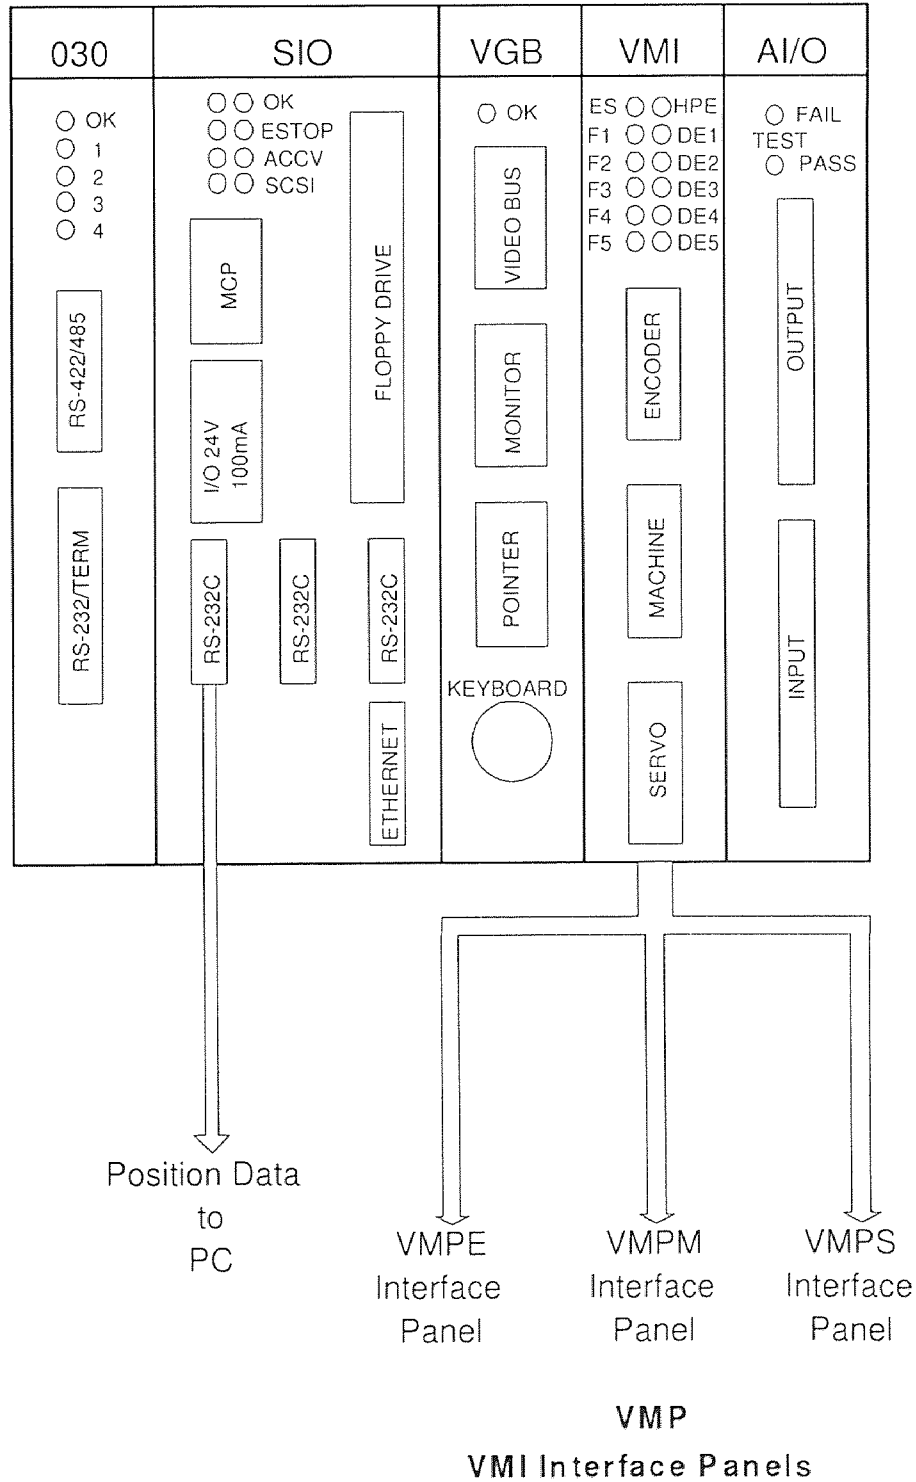 030
SIO
VGB
VMI
AI/O
OK
1
2
3
4
RS-422/485
RS-232/TERM
OK
ESTOP
ACCV
SCSI
MCP
I/O 24V
100mA
FLOPPY DRIVE
RS-232C
RS-232C
RS-232C
ETHERNET
OK
VIDEO BUS
MONITOR
POINTER
KEYBOARD
ES HPE
F1 DE1
F2 DE2
F3 DE3
F4 DE4
F5 DE5
ENCODER
MACHINE
SERVO
FAIL
TEST
PASS
OUTPUT
INPUT
Position Data
to
PC
VMPE
Interface
Panel
VMPM
Interface
Panel
VMPS
Interface
Panel
VMP
VMI Interface Panels